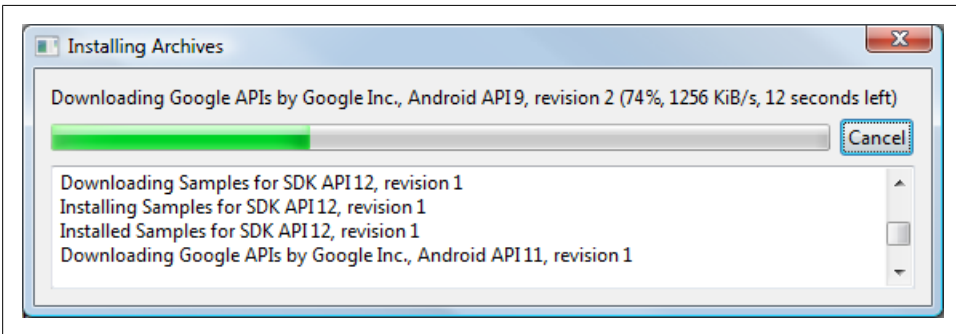 Installing Archives
Downloading Google APIs by Google Inc., Android API 9, revision 2 (74%, 1256 KiB/s, 12 seconds left)
Cancel
Downloading Samples for SDK API 12, revision 1
Installing Samples for SDK API 12, revision 1
Installed Samples for SDK API 12, revision 1
Downloading Google APIs by Google Inc., Android API 11, revision 1